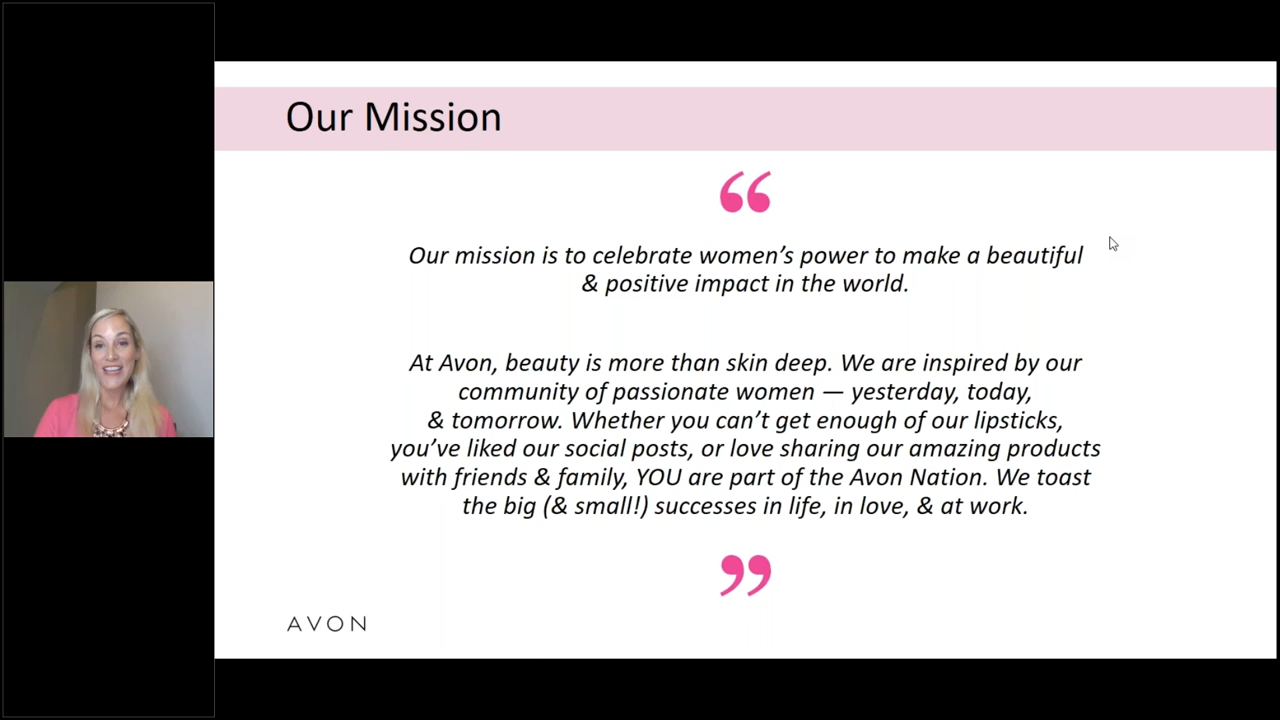 Our Mission
“
Our mission is to celebrate women’s power to make a beautiful
& positive impact in the world.
At Avon, beauty is more than skin deep. We are inspired by our
community of passionate women — yesterday, today,
& tomorrow. Whether you can’t get enough of our lipsticks,
you’ve liked our social posts, or love sharing our amazing products
with friends & family, YOU are part of the Avon Nation. We toast
the big (& small!) successes in life, in love, & at work.
”
AVON